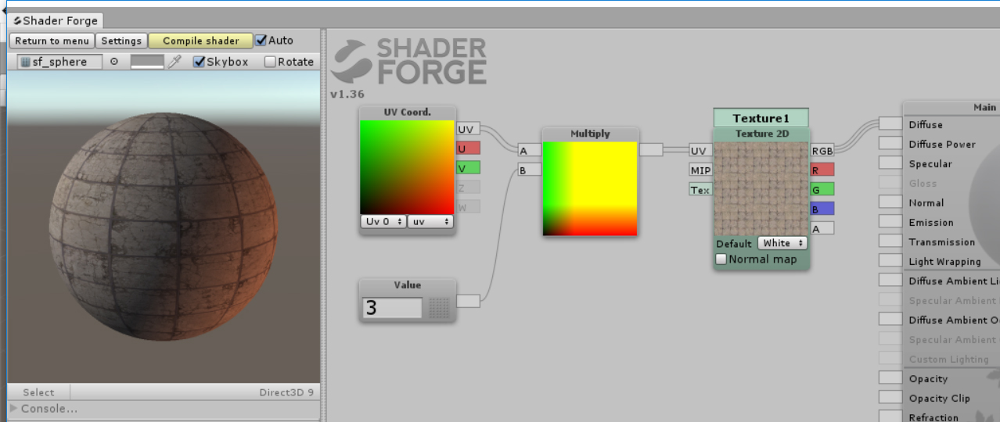 Shader Forge
Return to menu Settings Compile shader Auto
sf_sphere Skybox Rotate
Select Direct3D 9
Console...
SHADER
FORGE
v1.36
UV Coord.
UV
U
V
Z
W
Uv 0 uv
Value
3
Multiply
A
B
Texture1
Texture 2D
UV
MIP
Tex
RGB
R
G
B
A
Default White
Normal map
Main
Diffuse
Diffuse Power
Specular
Gloss
Normal
Emission
Transmission
Light Wrapping
Diffuse Ambient Li
Specular Ambient
Diffuse Ambient O
Specular Ambient
Custom Lighting
Opacity
Opacity Clip
Refraction